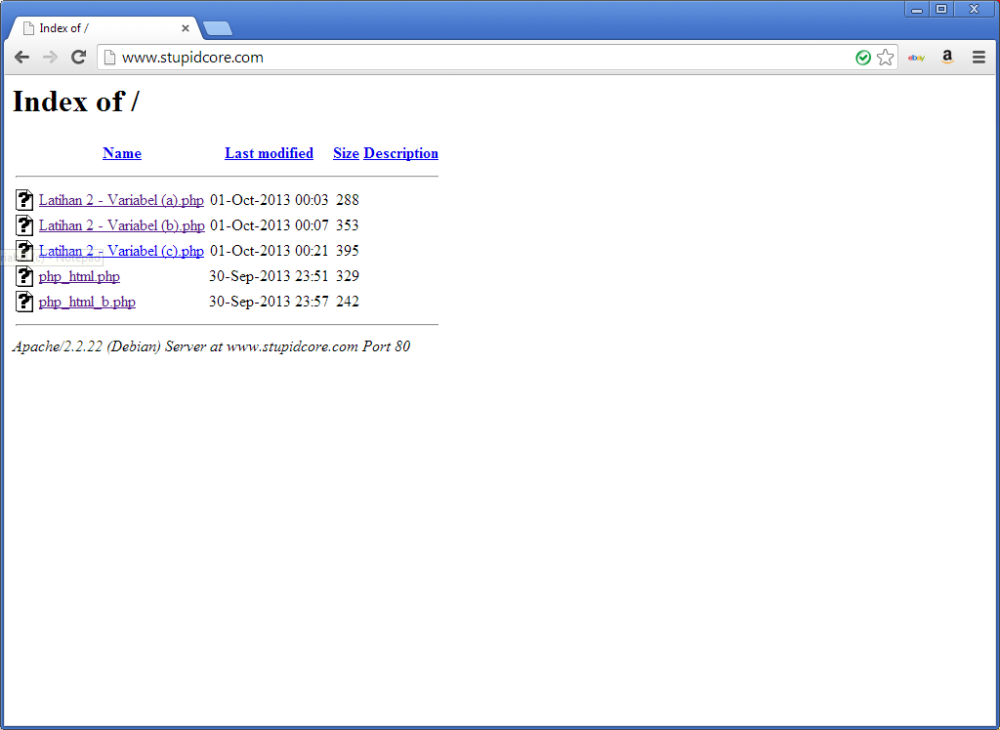 Index of /
www.stupidcore.com
ebay
a
Index of /
Name Last modified Size Description
Latihan 2 - Variabel (a).php 01-Oct-2013 00:03 288
Latihan 2 - Variabel (b).php 01-Oct-2013 00:07 353
Latihan 2 - Variabel (c).php 01-Oct-2013 00:21 395
Notepad
php_html.php 30-Sep-2013 23:51 329
php_html_b.php 30-Sep-2013 23:57 242
Apache/2.2.22 (Debian) Server at www.stupidcore.com Port 80